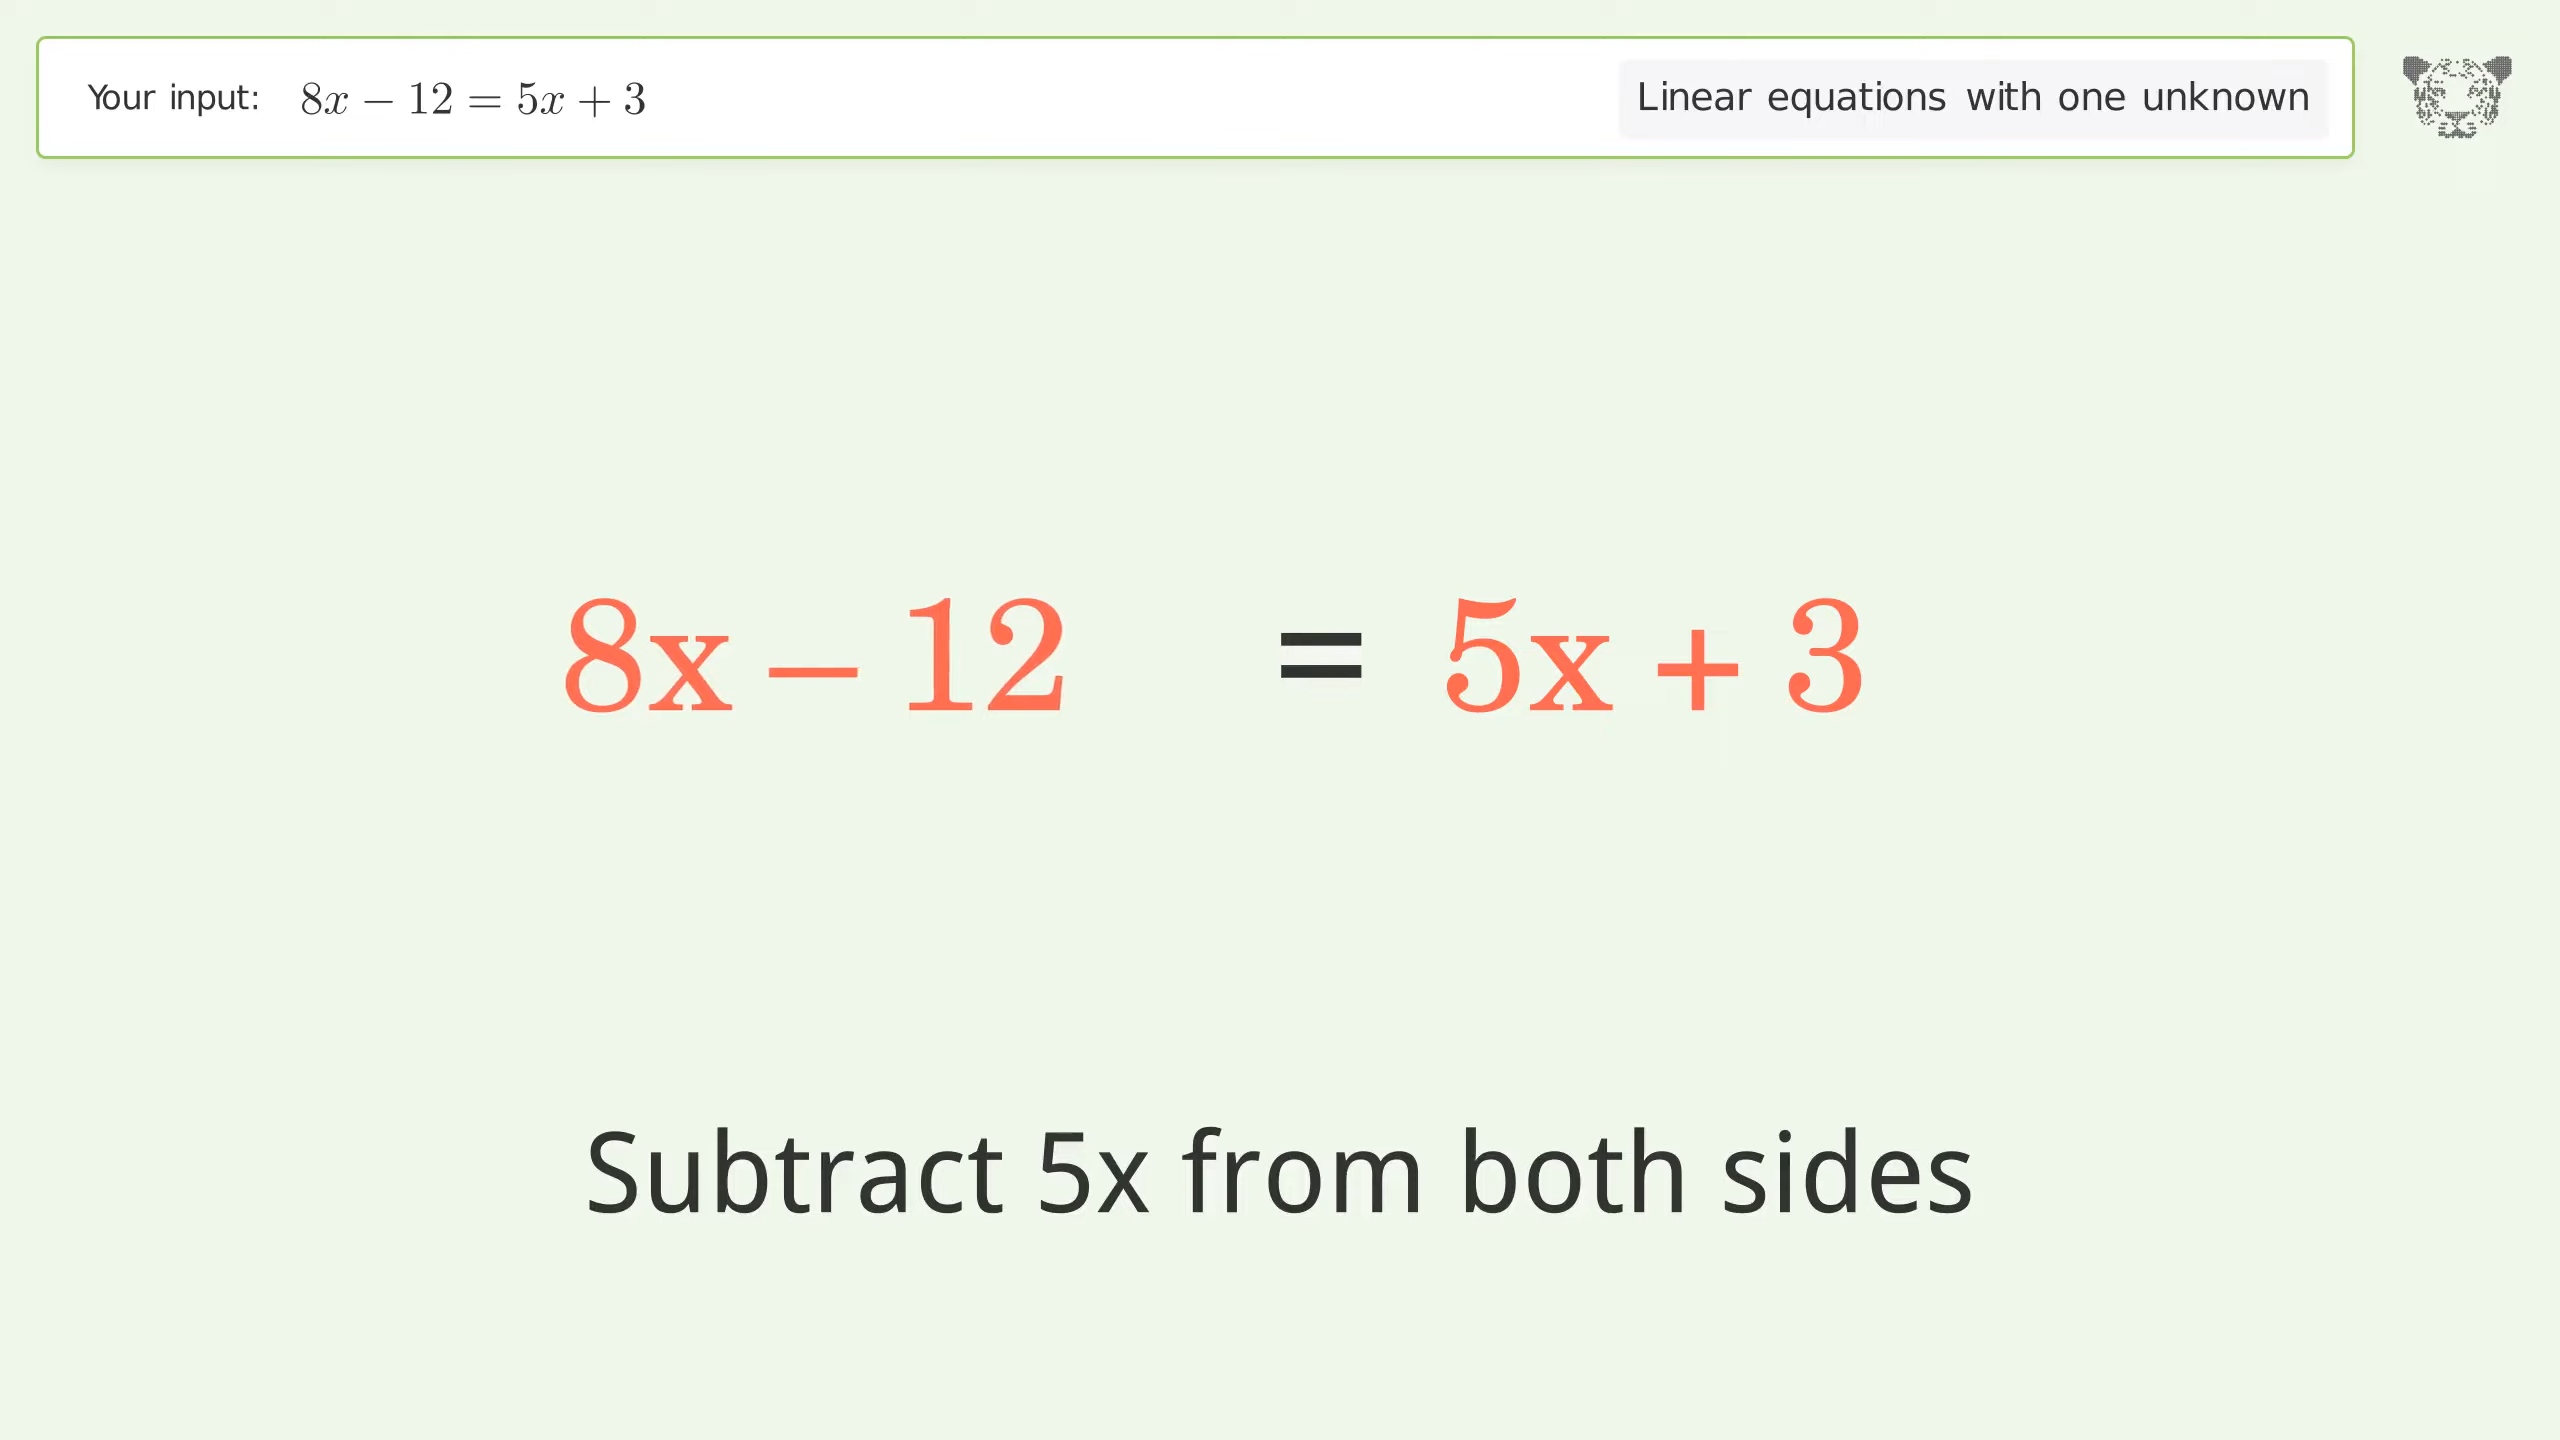 Your input: 8x − 12 = 5x + 3 Linear equations with one unknown
8x − 12 = 5x + 3
Subtract 5x from both sides